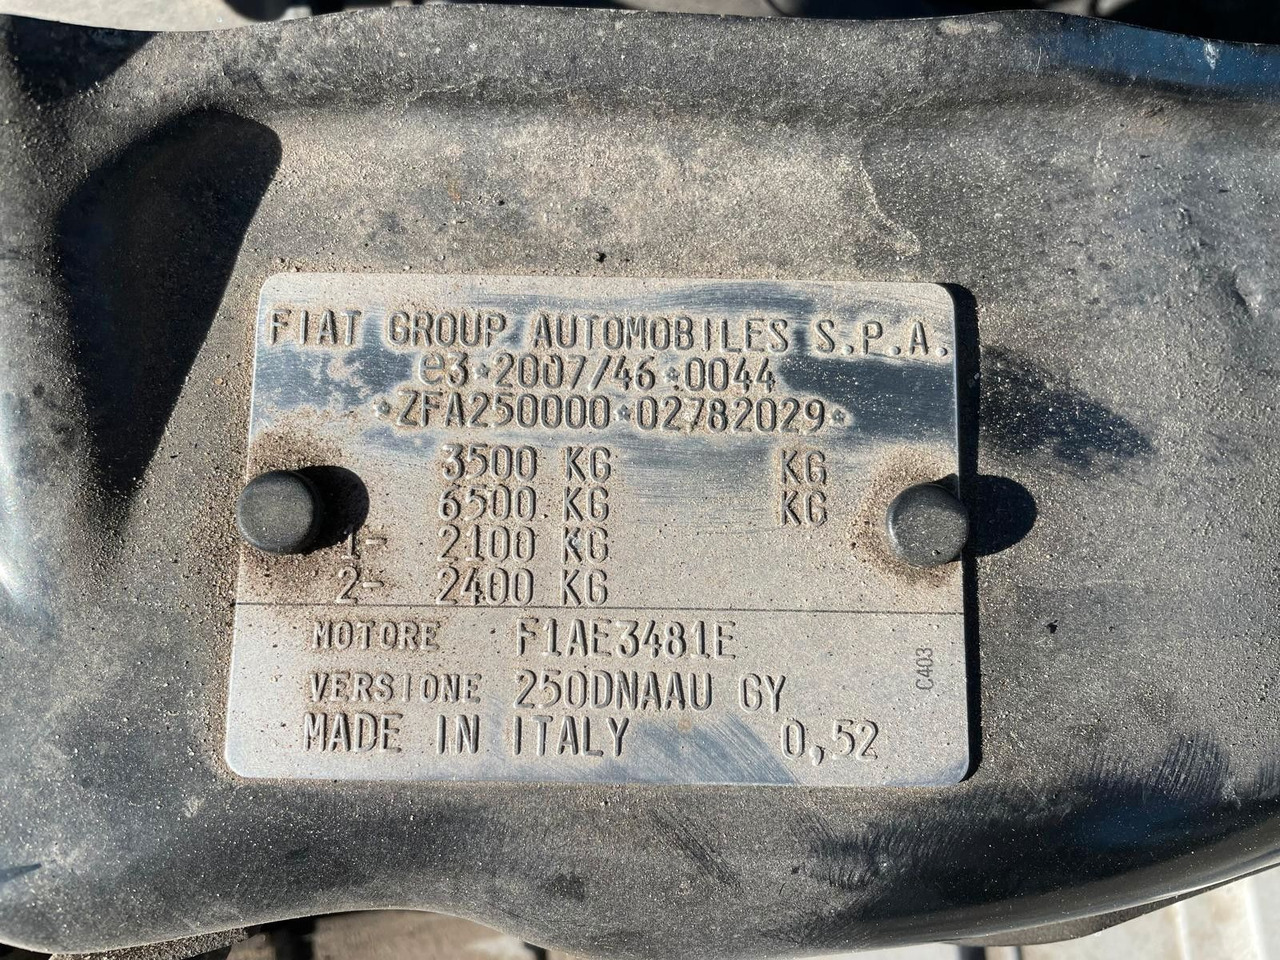 FIAT GROUP AUTOMOBILES S.P.A.
e3*2007/46*0044
*ZFA250000*02782029*
3500 KG KG
6500 KG KG
1- 2100 KG
2- 2400 KG
MOTORE F1AE3481E
VERSIONE 250DNAAU GY
MADE IN ITALY 0,52
C403